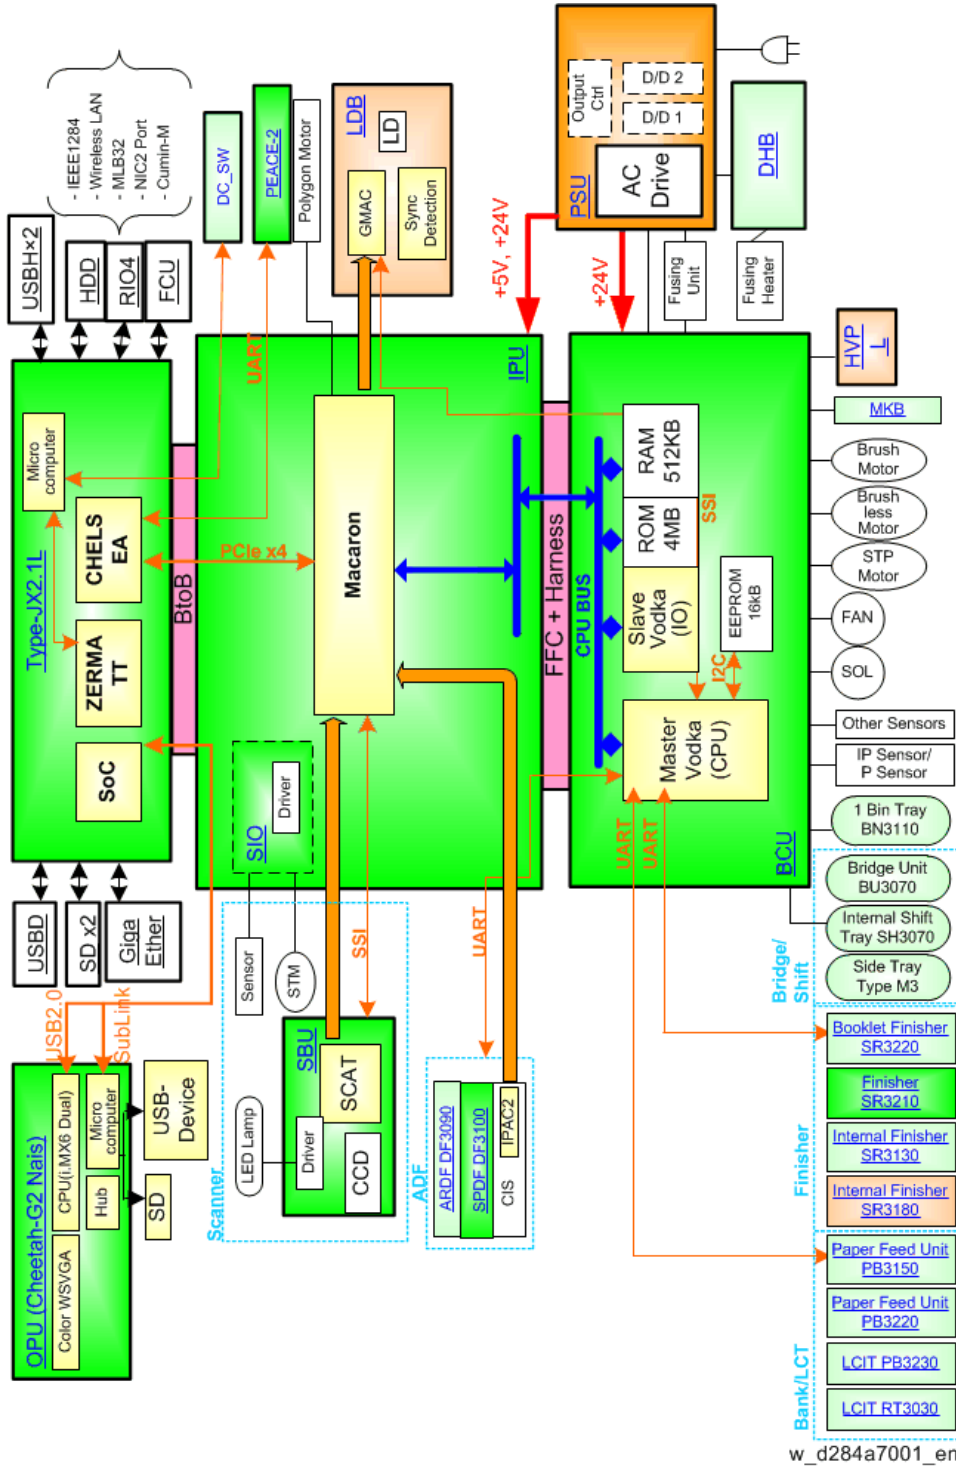 - IEEE1284
- Wireless LAN
- MLB32
- NIC2 Port
- Cumin-M
USBH×2
HDD
RIO4
FCU
DC_SW
PEACE-2
Polygon Motor
LDB
LD
GMAC
Sync
Detection
PSU
Output
Ctrl
D/D 2
D/D 1
AC
Drive
DHB
+5V, +24V
+24V
Fusing
Unit
Fusing
Heater
Type-JX2.1L
Micro
computer
CHELS
EA
ZERMA
TT
SoC
BtoB
UART
PCIe x4
IPU
Macaron
SIO
Driver
FFC + Harness
CPU BUS
BCU
RAM
512KB
ROM
4MB
SSI
Slave
Vodka
(IO)
EEPROM
16kB
I2C
Master
Vodka
(CPU)
UART
UART
HVP
L
MKB
Brush
Motor
Brush
less
Motor
STP
Motor
FAN
SOL
Other Sensors
IP Sensor/
P Sensor
1 Bin Tray
BN3110
Bridge Unit
BU3070
Internal Shift
Tray SH3070
Side Tray
Type M3
Bridge/
Shift
USBD
SD x2
Giga
Ether
USB2.0
SubLink
OPU (Cheetah-G2 Nais)
CPU(i.MX6 Dual)
Color WSVGA
Micro
computer
Hub
USB-
Device
SD
Sensor
STM
SSI
UART
Scanner
LED Lamp
SBU
SCAT
Driver
CCD
ADF
ARDF DF3090
SPDF DF3100
IPAC2
CIS
Finisher
Booklet Finisher
SR3220
Finisher
SR3210
Internal Finisher
SR3130
Internal Finisher
SR3180
Bank/LCT
Paper Feed Unit
PB3150
Paper Feed Unit
PB3220
LCIT PB3230
LCIT RT3030
w_d284a7001_en